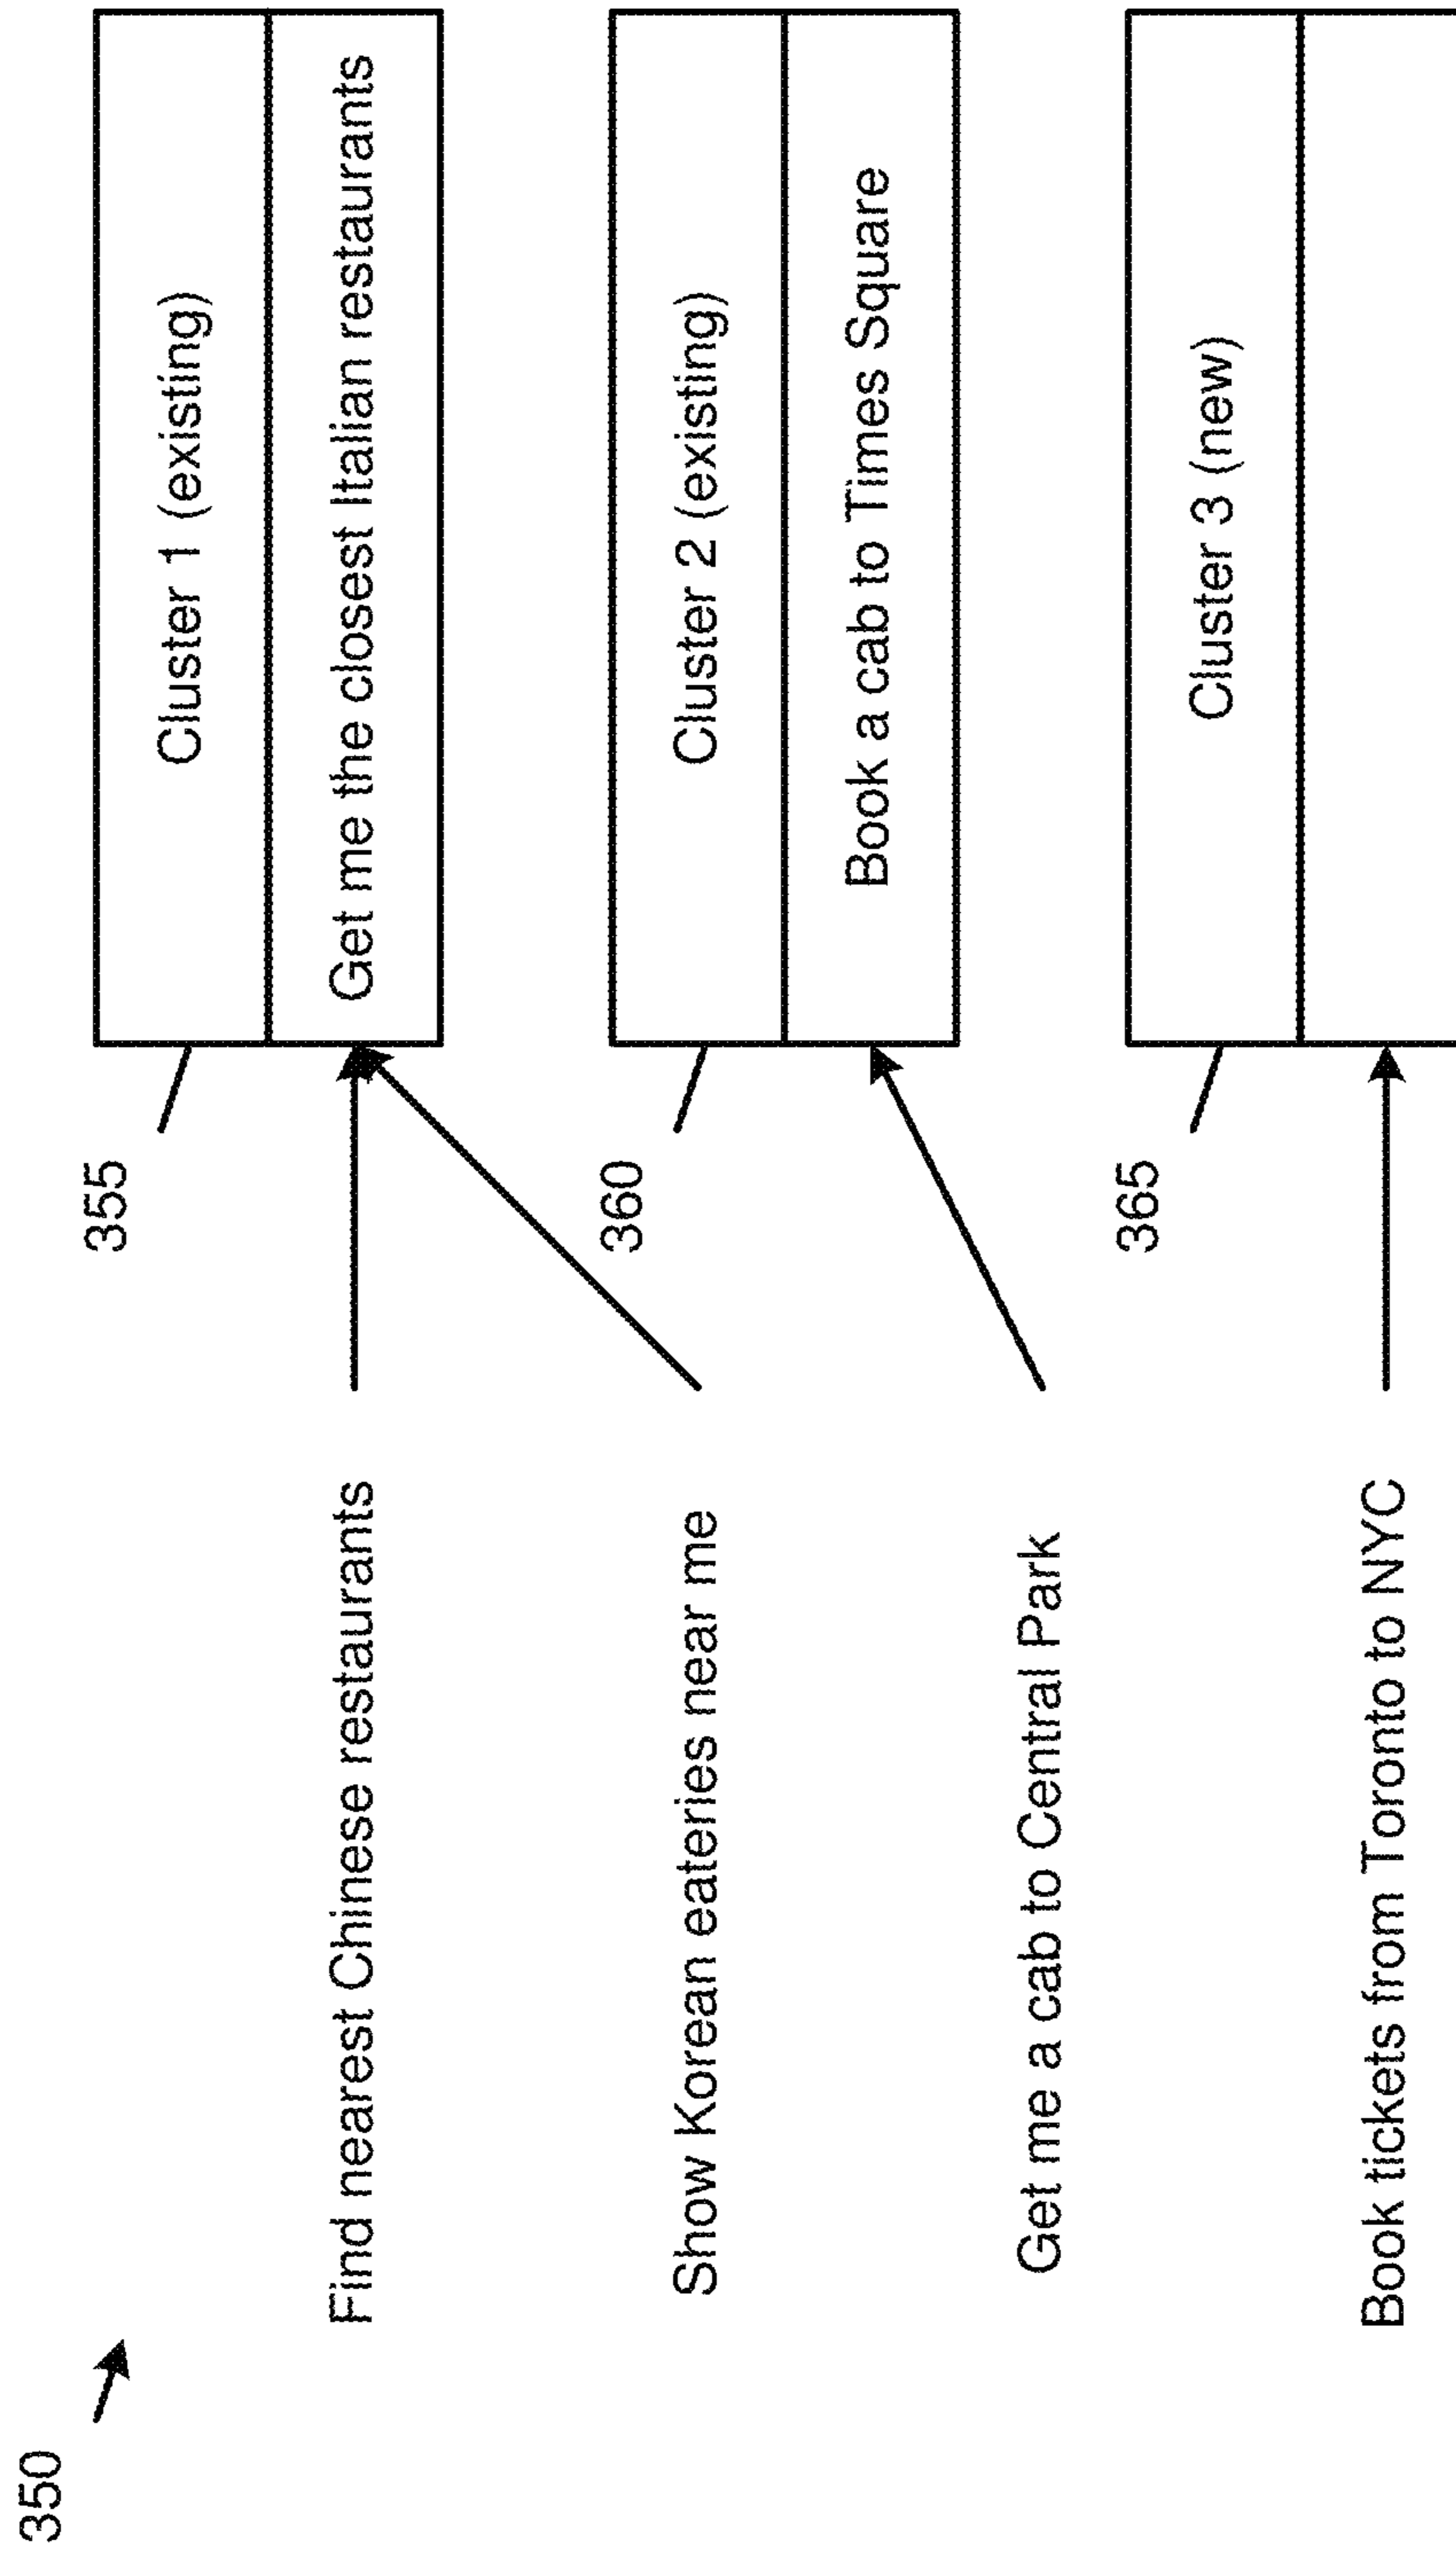 350
355
Cluster 1 (existing)
Find nearest Chinese restaurants
Get me the closest Italian restaurants
360
Cluster 2 (existing)
Show Korean eateries near me
Book a cab to Times Square
Get me a cab to Central Park
365
Cluster 3 (new)
Book tickets from Toronto to NYC